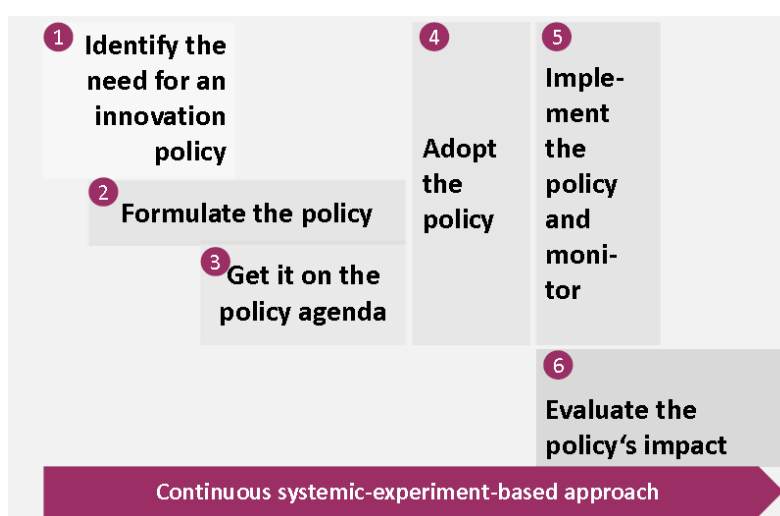 1
Identify the
need for an
innovation
policy
2
Formulate the policy
3
Get it on the
policy agenda
4
Adopt
the
policy
5
Imple-
ment
the
policy
and
moni-
tor
6
Evaluate the
policy‘s impact
Continuous systemic-experiment-based approach